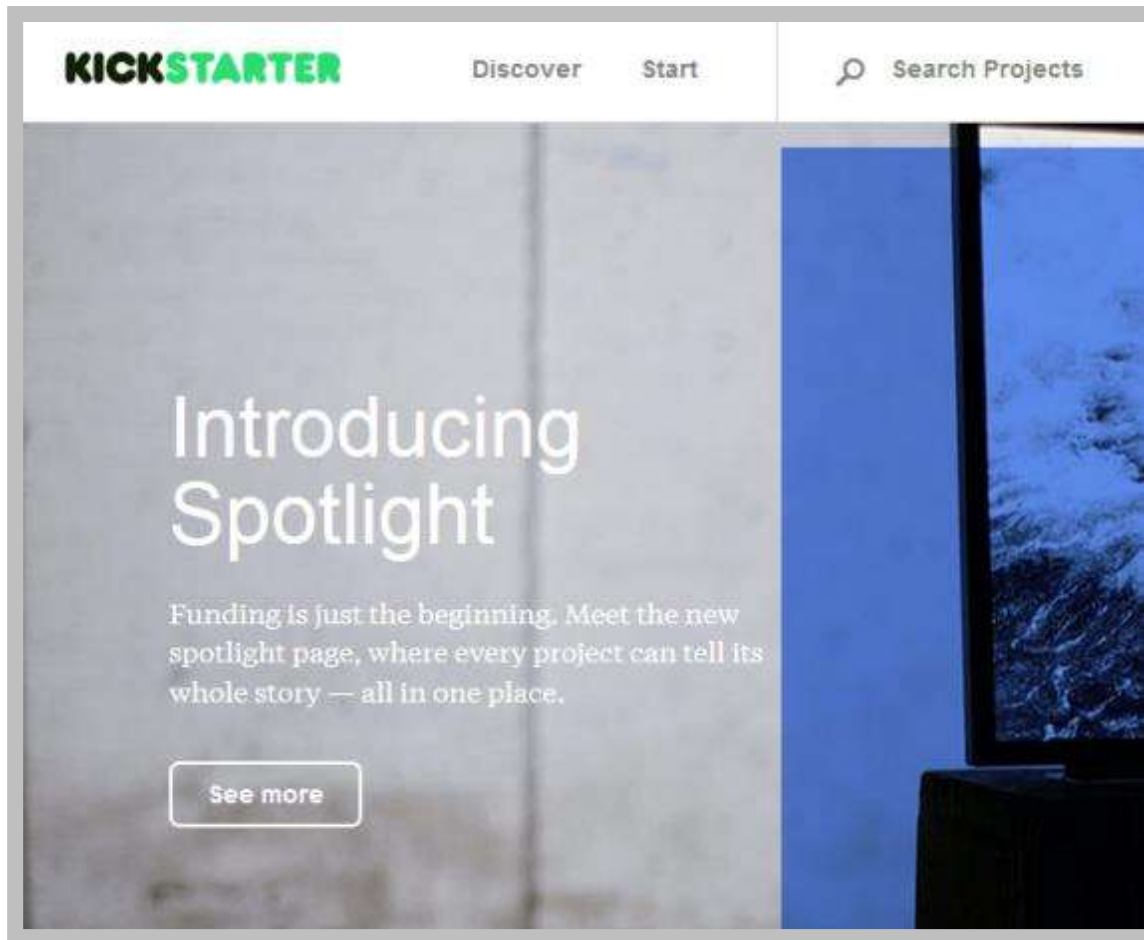 KICKSTARTER
Discover
Start
Search Projects
Introducing
Spotlight
Funding is just the beginning. Meet the new
spotlight page, where every project can tell its
whole story — all in one place.
See more